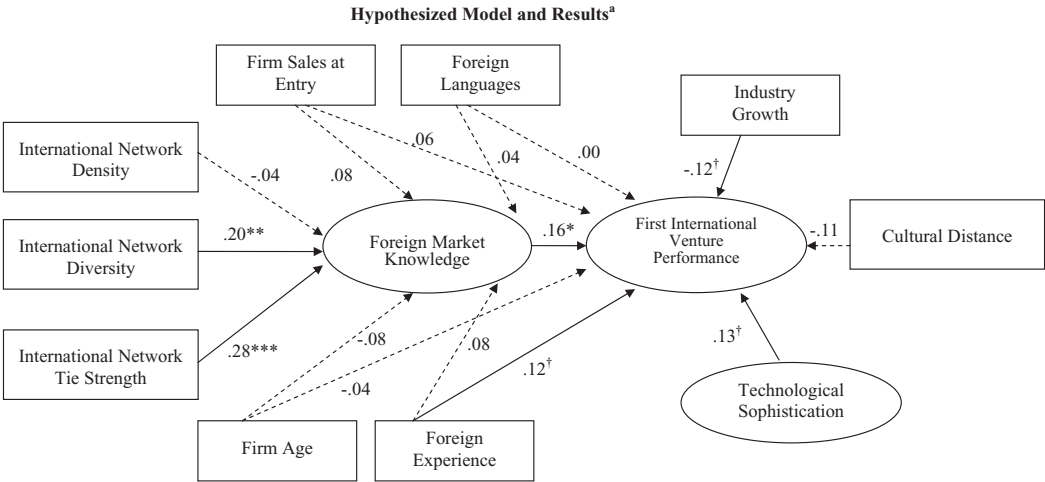 Hypothesized Model and Resultsᵃ
Firm Sales at
Entry
Foreign
Languages
Industry
Growth
International Network
Density
-.04
.08
.06
.04
.00
-.12†
International Network
Diversity
.20**
Foreign Market
Knowledge
.16*
First International
Venture
Performance
-.11
Cultural Distance
International Network
Tie Strength
.28***
-.08
-.04
.08
.12†
.13†
Technological
Sophistication
Firm Age
Foreign
Experience